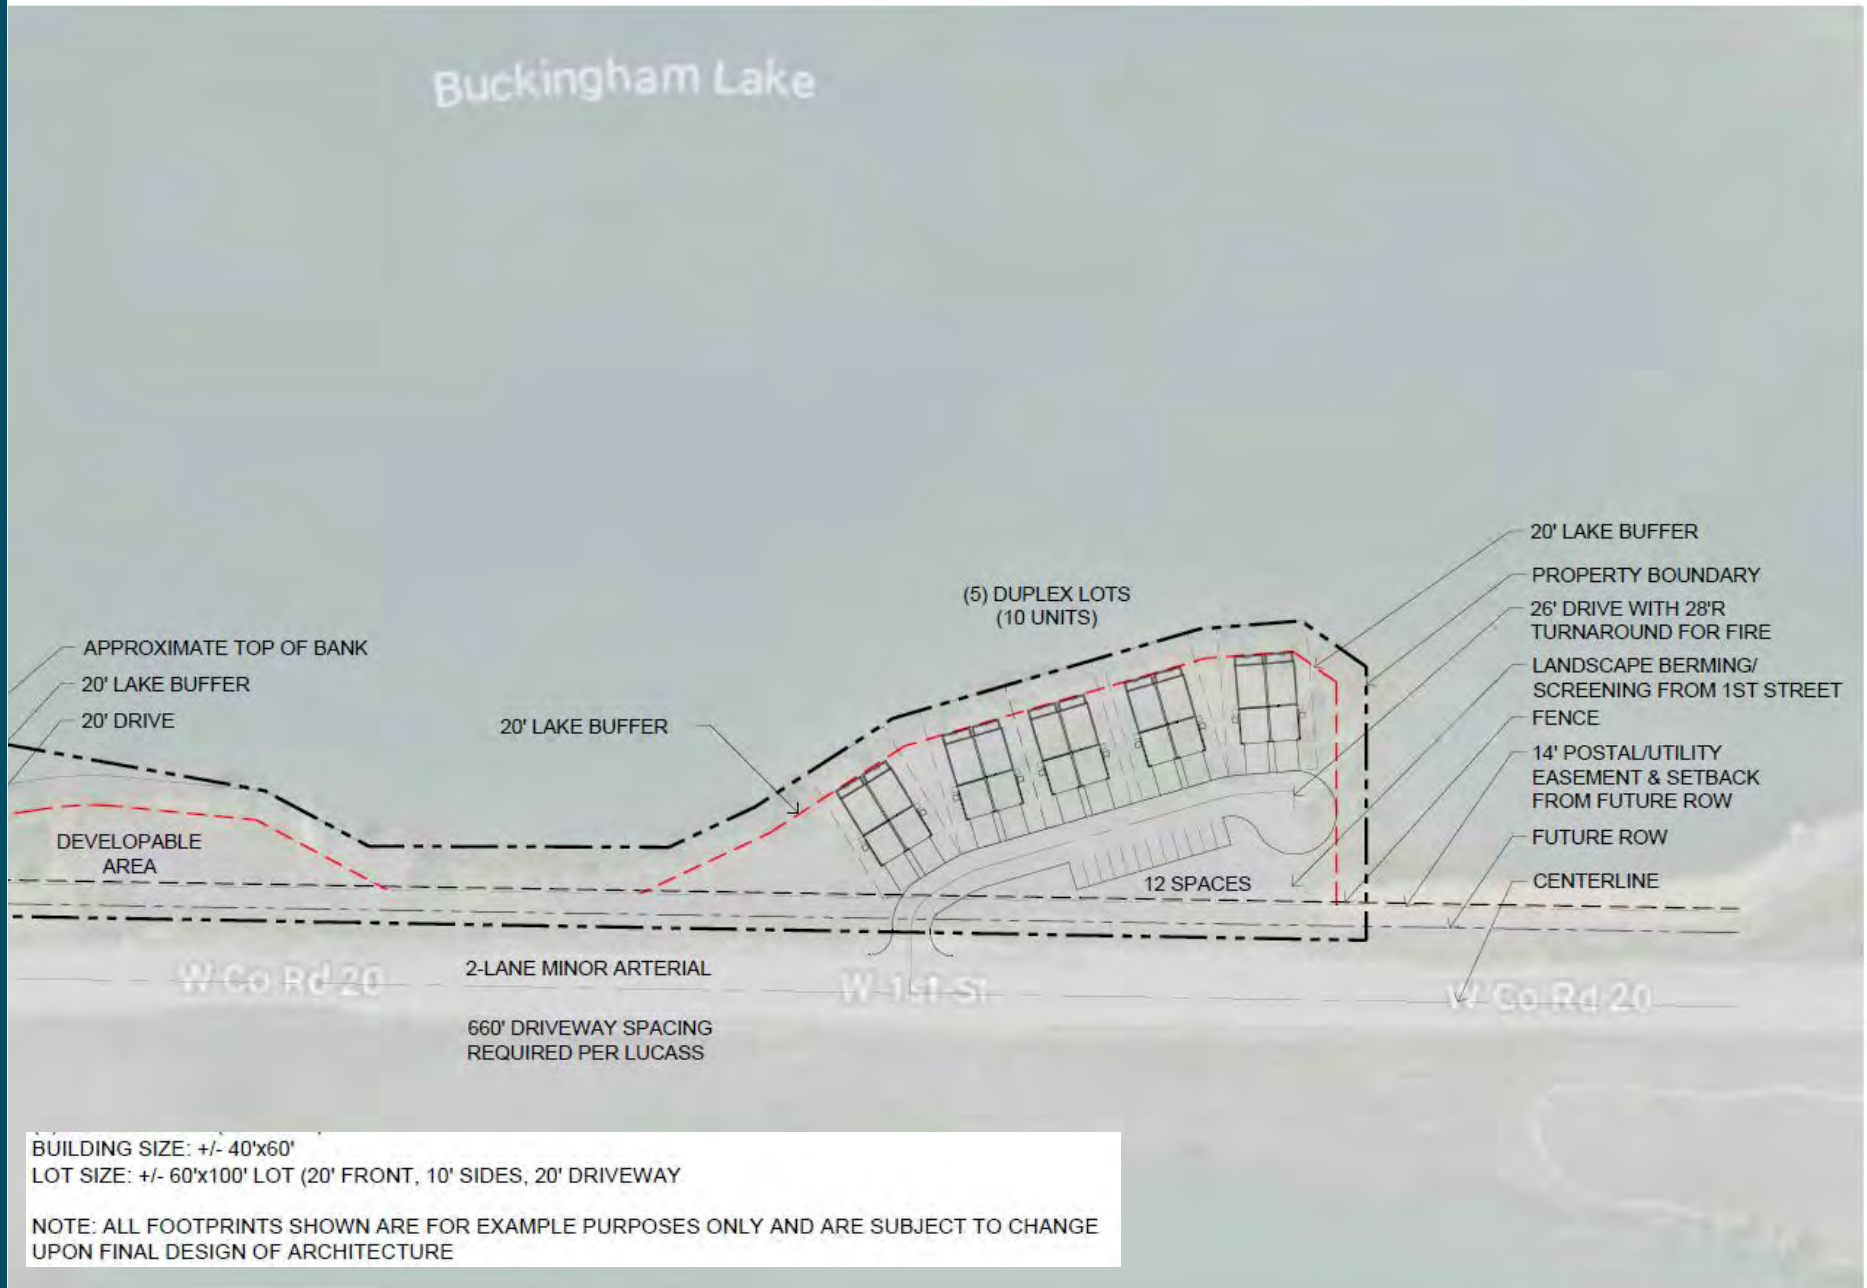 Buckingham Lake
(5) DUPLEX LOTS
(10 UNITS)
20' LAKE BUFFER
PROPERTY BOUNDARY
26' DRIVE WITH 28'R
TURNAROUND FOR FIRE
LANDSCAPE BERMING/
SCREENING FROM 1ST STREET
FENCE
14' POSTAL/UTILITY
EASEMENT & SETBACK
FROM FUTURE ROW
FUTURE ROW
CENTERLINE
APPROXIMATE TOP OF BANK
20' LAKE BUFFER
20' DRIVE
20' LAKE BUFFER
DEVELOPABLE
AREA
12 SPACES
W Co Rd 20
2-LANE MINOR ARTERIAL
W 1st St
W Co Rd 20
660' DRIVEWAY SPACING
REQUIRED PER LUCASS
BUILDING SIZE: +/- 40'x60'
LOT SIZE: +/- 60'x100' LOT (20' FRONT, 10' SIDES, 20' DRIVEWAY
NOTE: ALL FOOTPRINTS SHOWN ARE FOR EXAMPLE PURPOSES ONLY AND ARE SUBJECT TO CHANGE
UPON FINAL DESIGN OF ARCHITECTURE